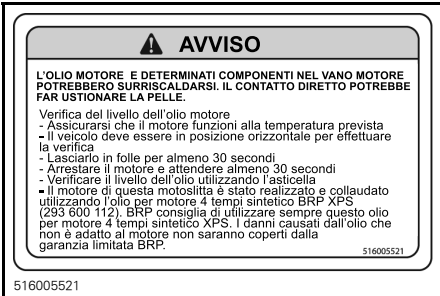 AVVISO
L'OLIO MOTORE E DETERMINATI COMPONENTI NEL VANO MOTORE
POTREBBERO SURRISCALDARSI. IL CONTATTO DIRETTO POTREBBE
FAR USTIONARE LA PELLE.
Verifica del livello dell'olio motore
- Assicurarsi che il motore funzioni alla temperatura prevista
- Il veicolo deve essere in posizione orizzontale per effettuare
la verifica
- Lasciarlo in folle per almeno 30 secondi
- Arrestare il motore e attendere almeno 30 secondi
- Verificare il livello dell'olio utilizzando l'asticella
- Il motore di questa motoslitta è stato realizzato e collaudato
utilizzando l'olio per motore 4 tempi sintetico BRP XPS
(293 600 112). BRP consiglia di utilizzare sempre questo olio
per motore 4 tempi sintetico XPS. I danni causati dall'olio che
non è adatto al motore non saranno coperti dalla
garanzia limitata BRP.
516005521
516005521